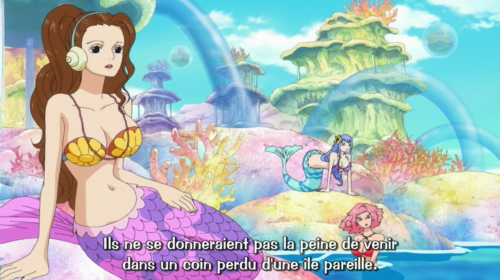 Ils ne se donneraient pas la peine de venir
dans un coin perdu d'une île pareille.